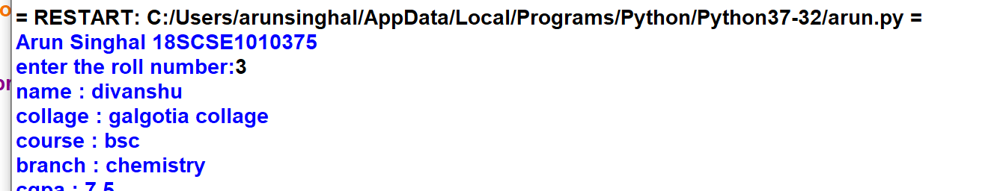 = RESTART: C:/Users/arunsinghal/AppData/Local/Programs/Python/Python37-32/arun.py =
Arun Singhal 18SCSE1010375
enter the roll number:3
name : divanshu
collage : galgotia collage
course : bsc
branch : chemistry
cgpa : 7.5